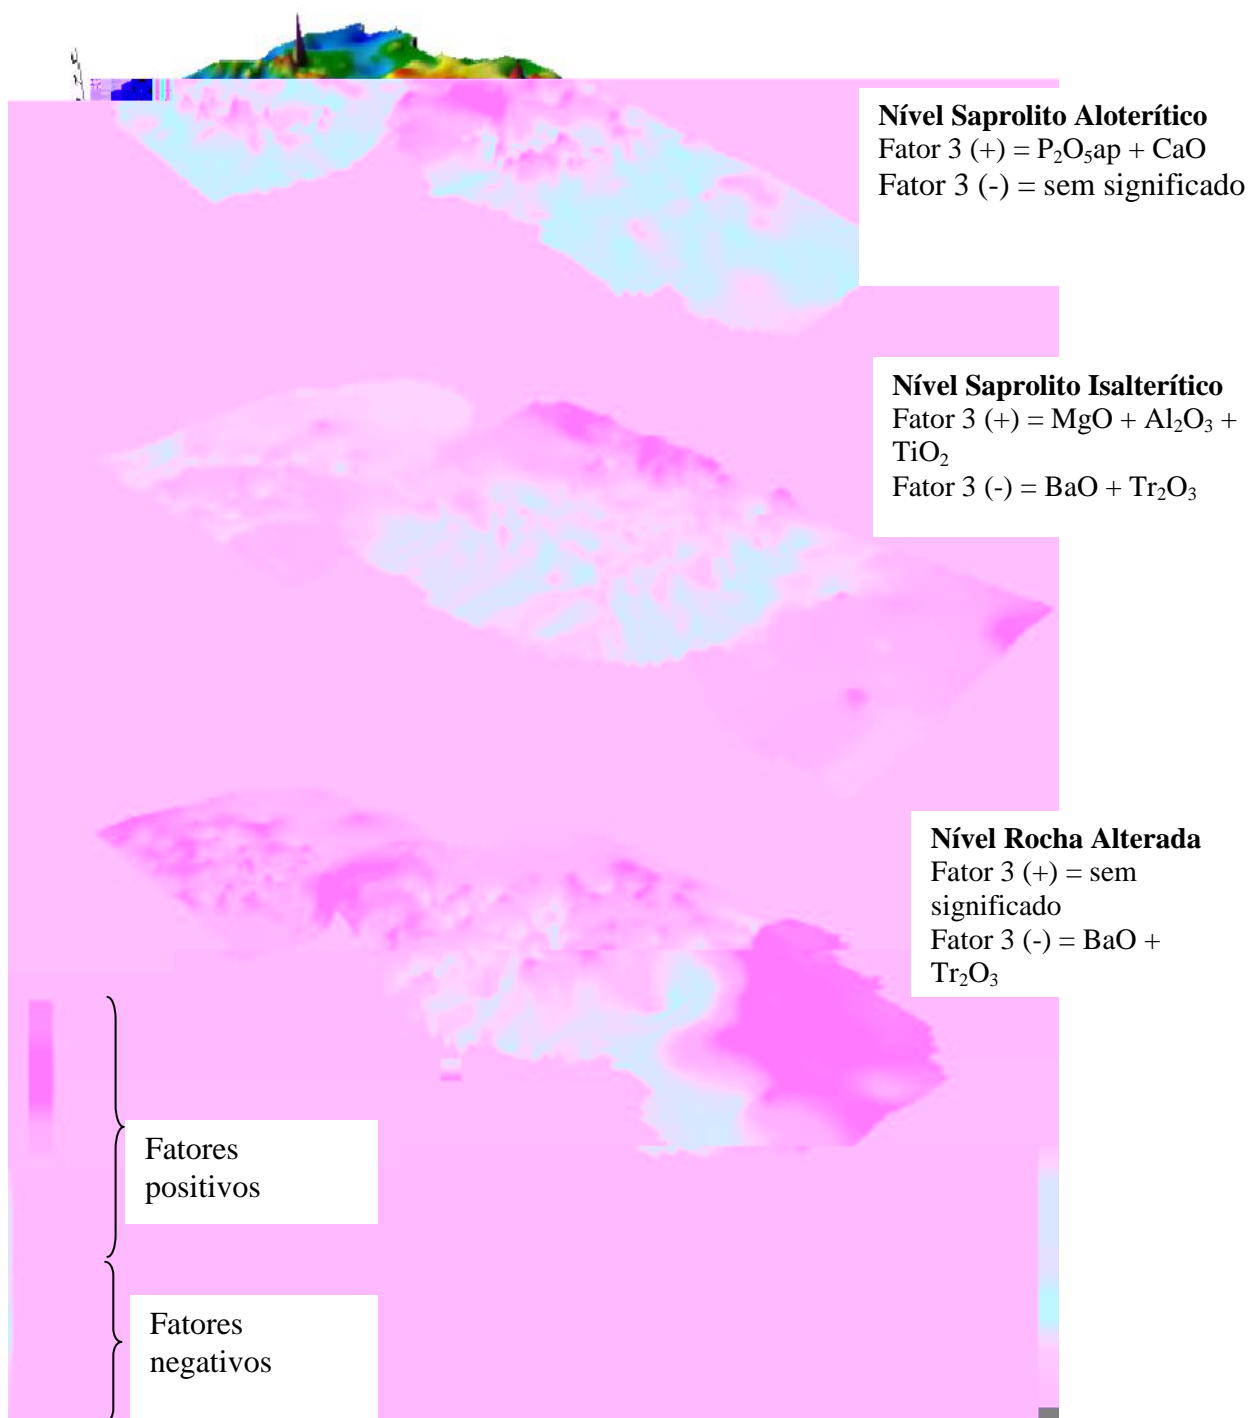 Nível Saprolito Aloterítico
Fator 3 (+) = P₂O₅ap + CaO
Fator 3 (-) = sem significado
Nível Saprolito Isalterítico
Fator 3 (+) = MgO + Al₂O₃ +
TiO₂
Fator 3 (-) = BaO + Tr₂O₃
Nível Rocha Alterada
Fator 3 (+) = sem
significado
Fator 3 (-) = BaO +
Tr₂O₃
Fatores
positivos
Fatores
negativos